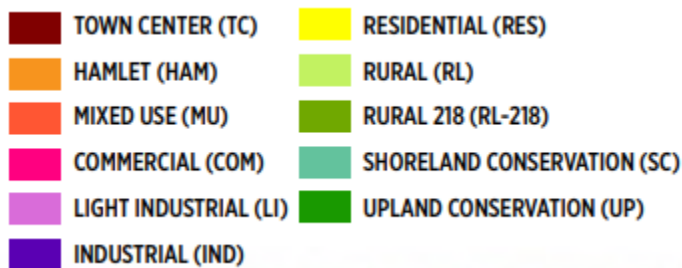 TOWN CENTER (TC)
HAMLET (HAM)
MIXED USE (MU)
COMMERCIAL (COM)
LIGHT INDUSTRIAL (LI)
INDUSTRIAL (IND)
RESIDENTIAL (RES)
RURAL (RL)
RURAL 218 (RL-218)
SHORELAND CONSERVATION (SC)
UPLAND CONSERVATION (UP)